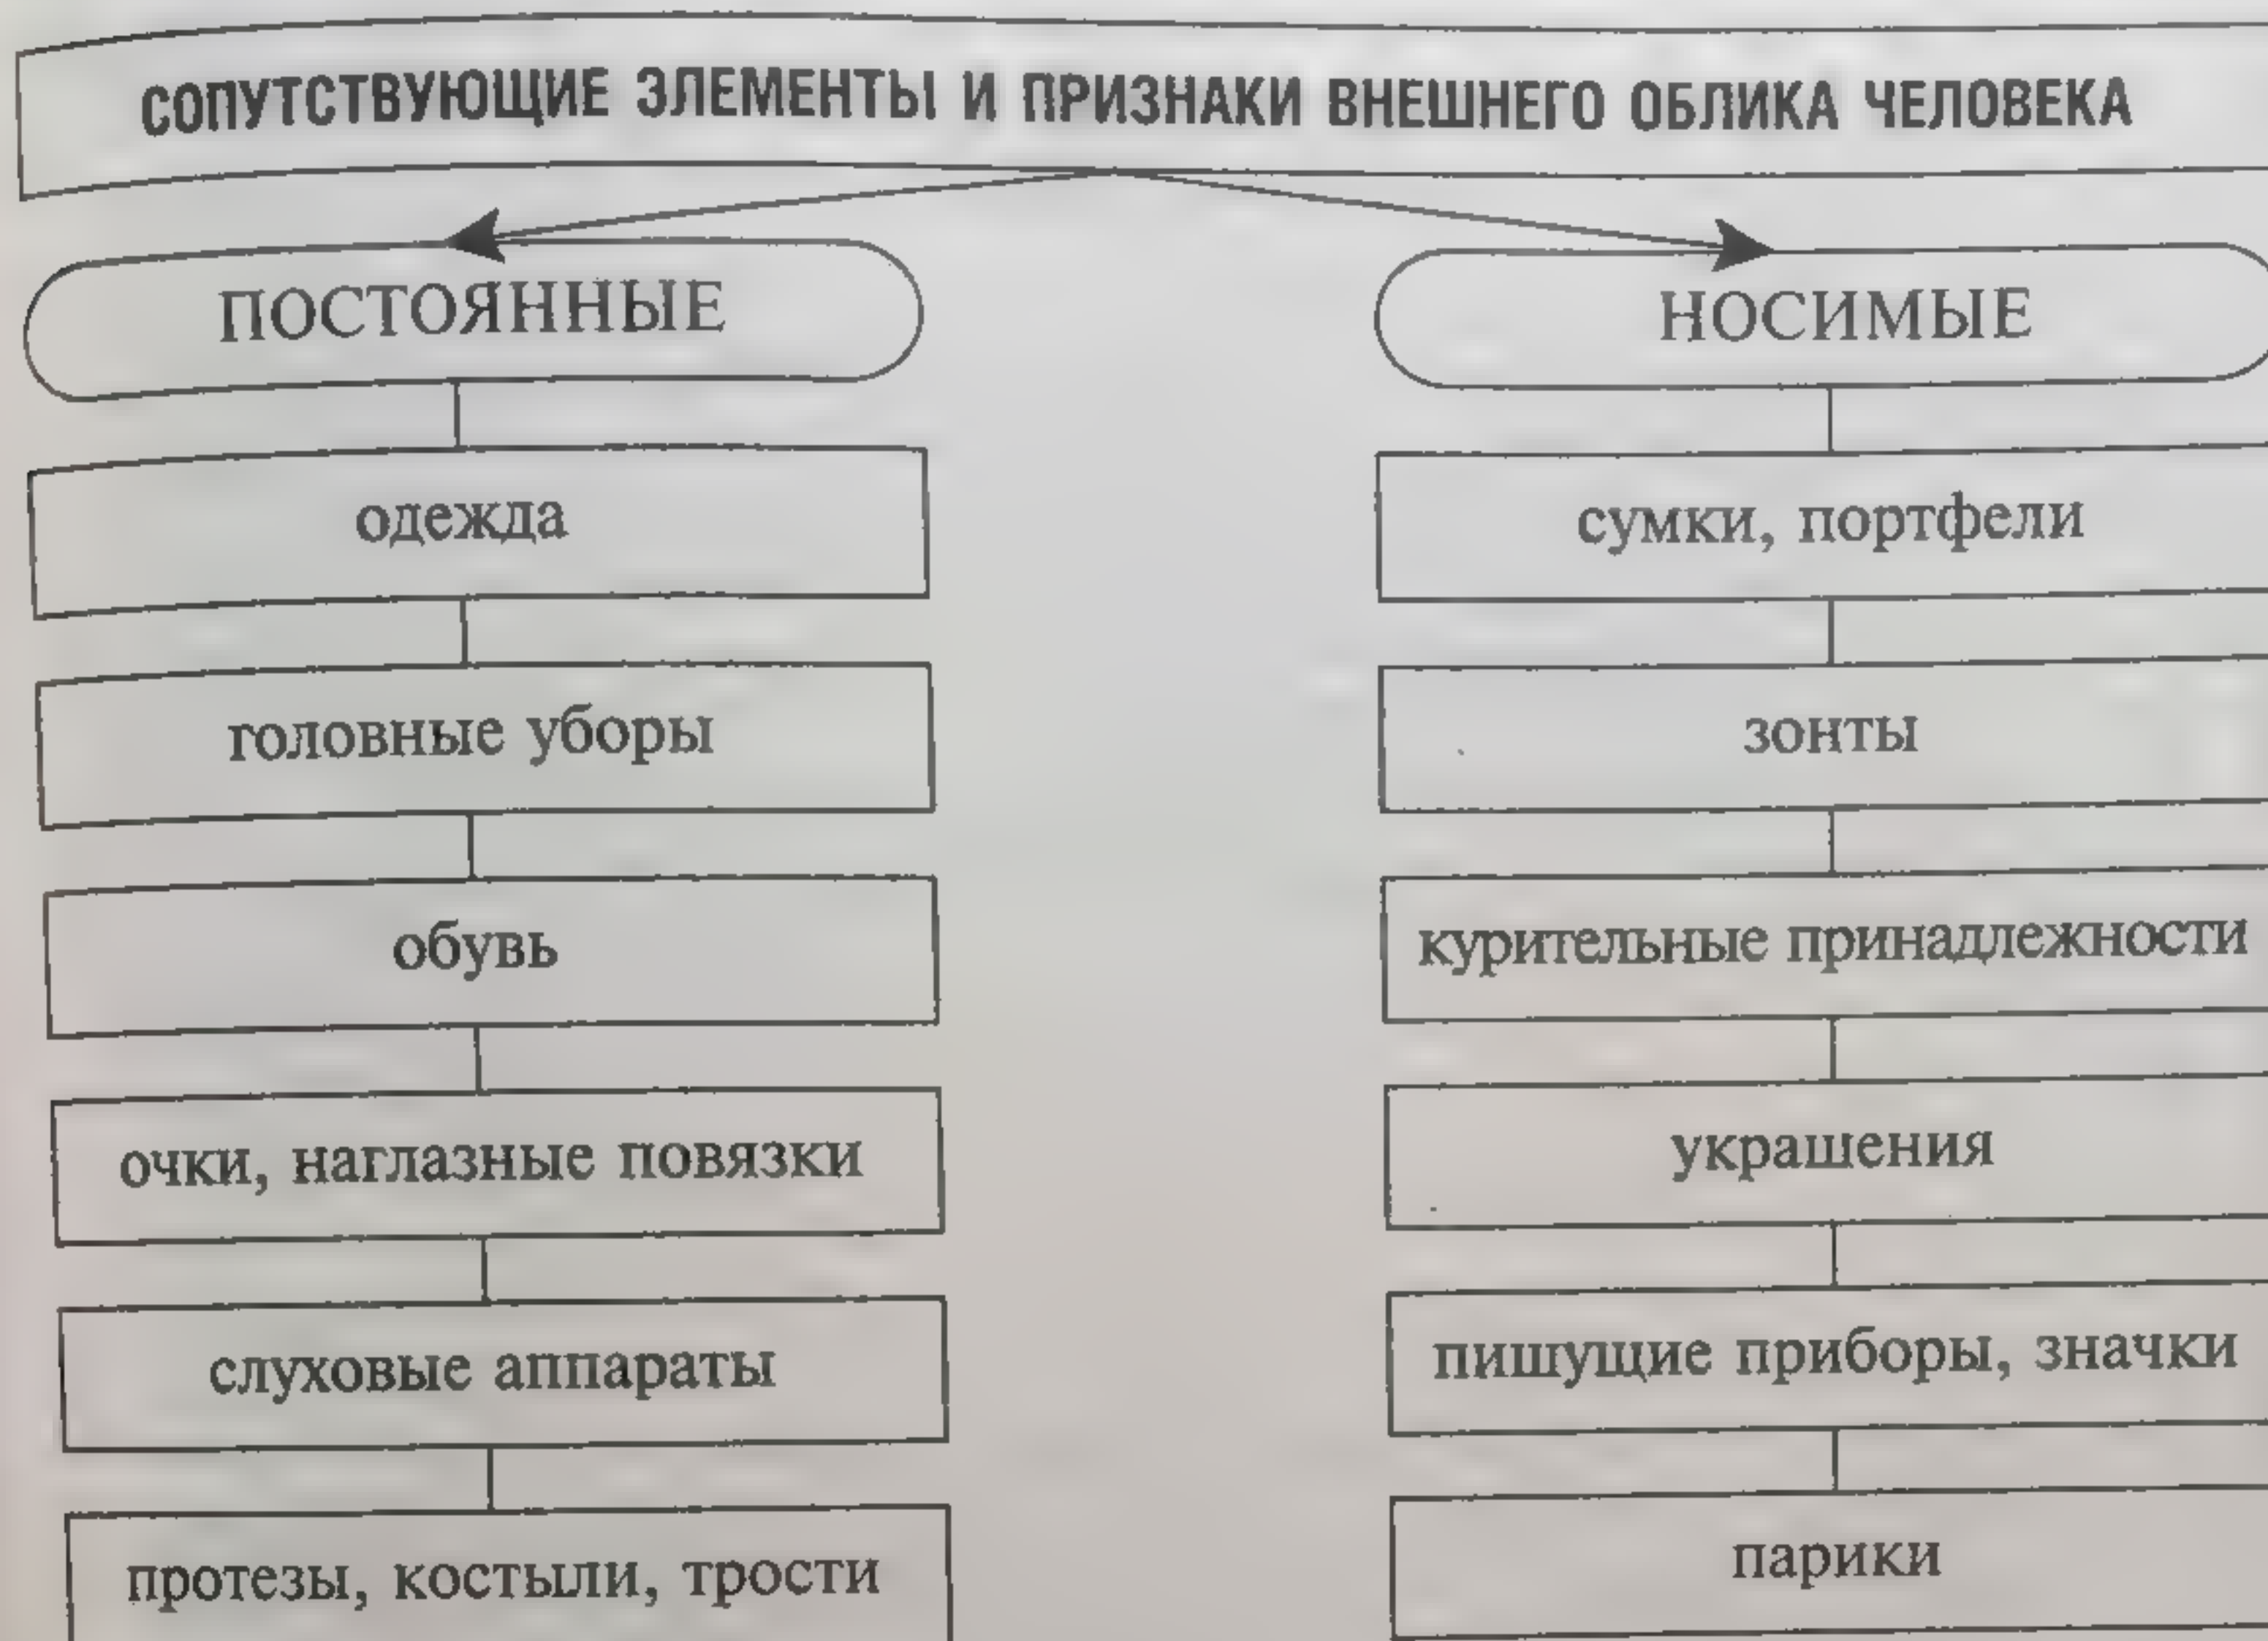 СОПУТСТВУЮЩИЕ ЭЛЕМЕНТЫ И ПРИЗНАКИ ВНЕШНЕГО ОБЛИКА ЧЕЛОВЕКА
ПОСТОЯННЫЕ
одежда
головные уборы
обувь
очки, наглазные повязки
слуховые аппараты
протезы, костыли, трости
НОСИМЫЕ
сумки, портфели
зонты
курительные принадлежности
украшения
пишущие приборы, значки
парики